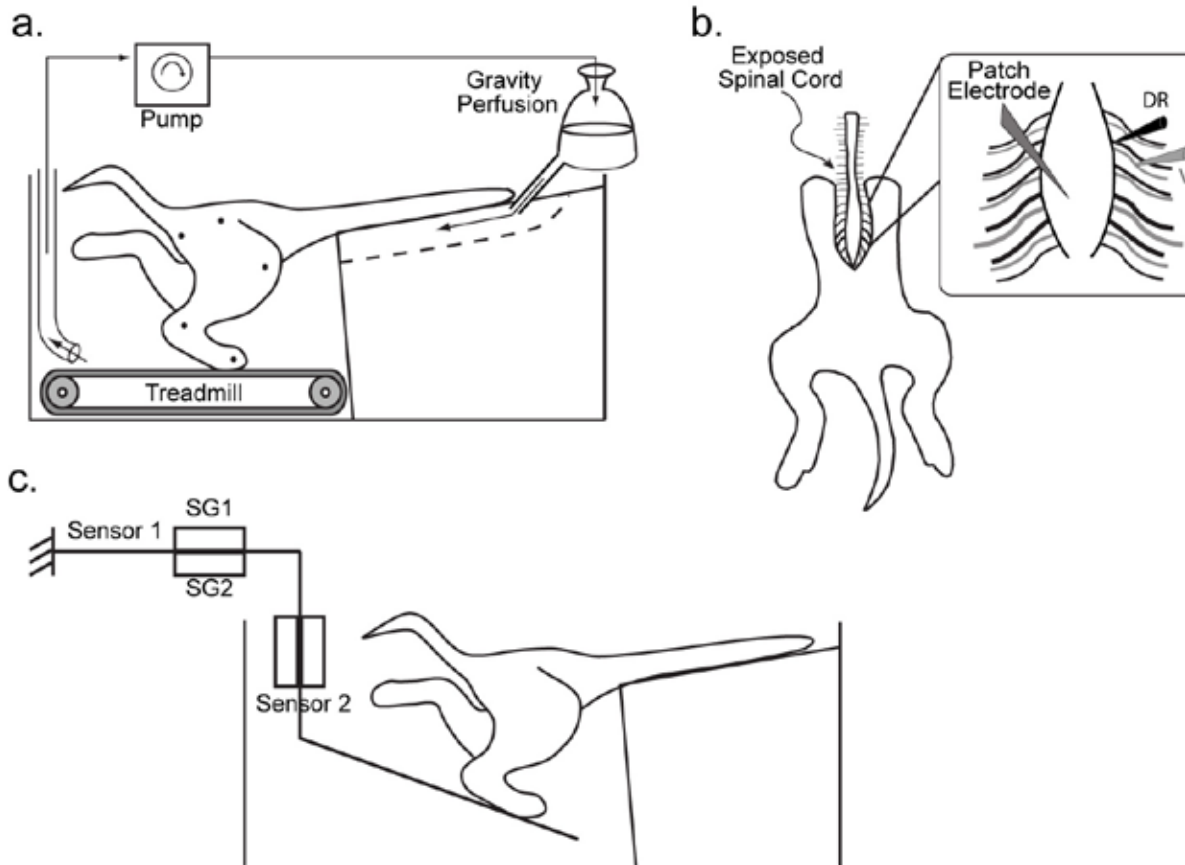 a.
Pump
Gravity
Perfusion
Treadmill
b.
Exposed
Spinal Cord
Patch
Electrode
DR
c.
Sensor 1
SG1
SG2
Sensor 2